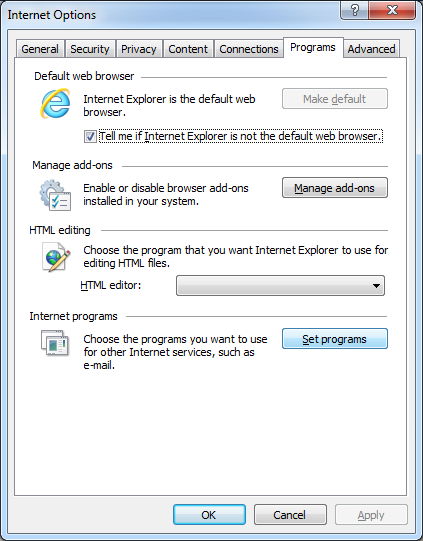 Internet Options
?
General Security Privacy Content Connections Programs Advanced
Default web browser
Internet Explorer is the default web
browser.
Make default
Tell me if Internet Explorer is not the default web browser.
Manage add-ons
Enable or disable browser add-ons
installed in your system.
Manage add-ons
HTML editing
Choose the program that you want Internet Explorer to use for
editing HTML files.
HTML editor:
Internet programs
Choose the programs you want to use
for other Internet services, such as
e-mail.
Set programs
OK Cancel Apply